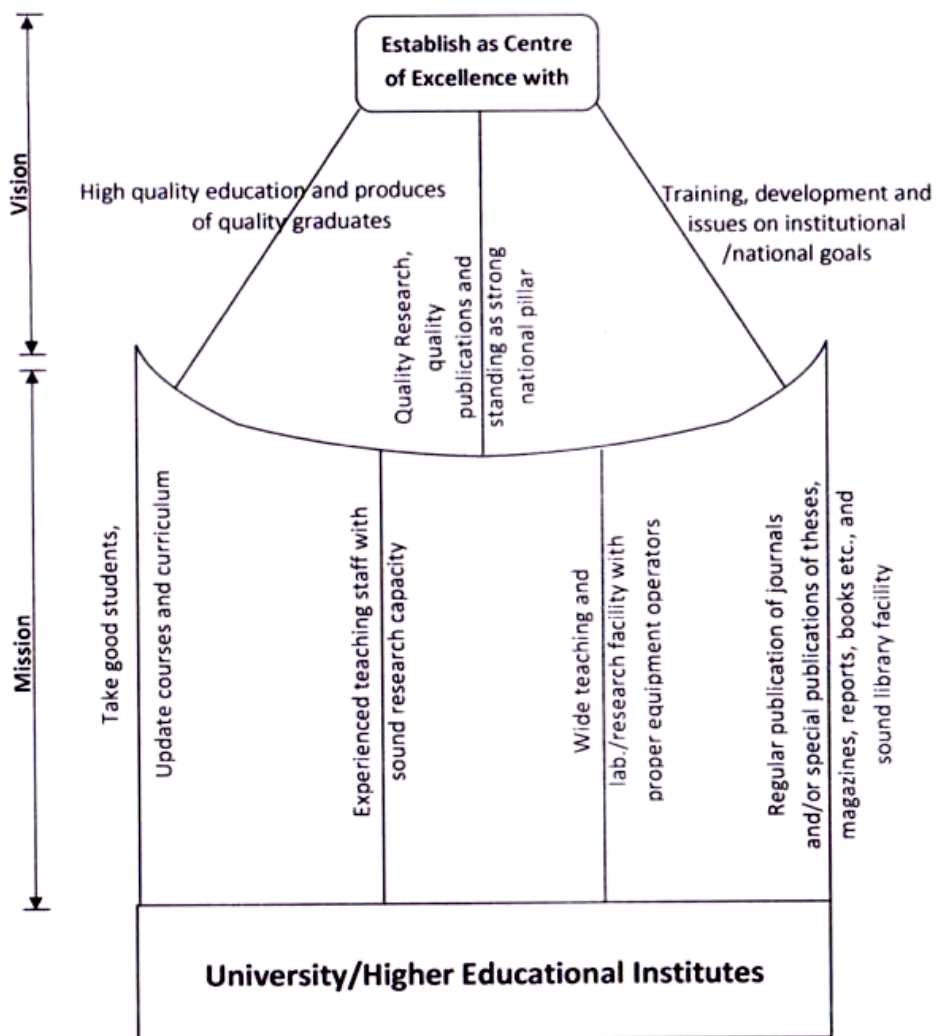 Establish as Centre
of Excellence with
Vision
High quality education and produces
of quality graduates
Quality Research,
quality
publications and
standing as strong
national pillar
Training, development and
issues on institutional
/national goals
Mission
Take good students,
Update courses and curriculum
Experienced teaching staff with
sound research capacity
Wide teaching and
lab./research facility with
proper equipment operators
Regular publication of journals
and/or special publications of theses,
magazines, reports, books etc., and
sound library facility
University/Higher Educational Institutes